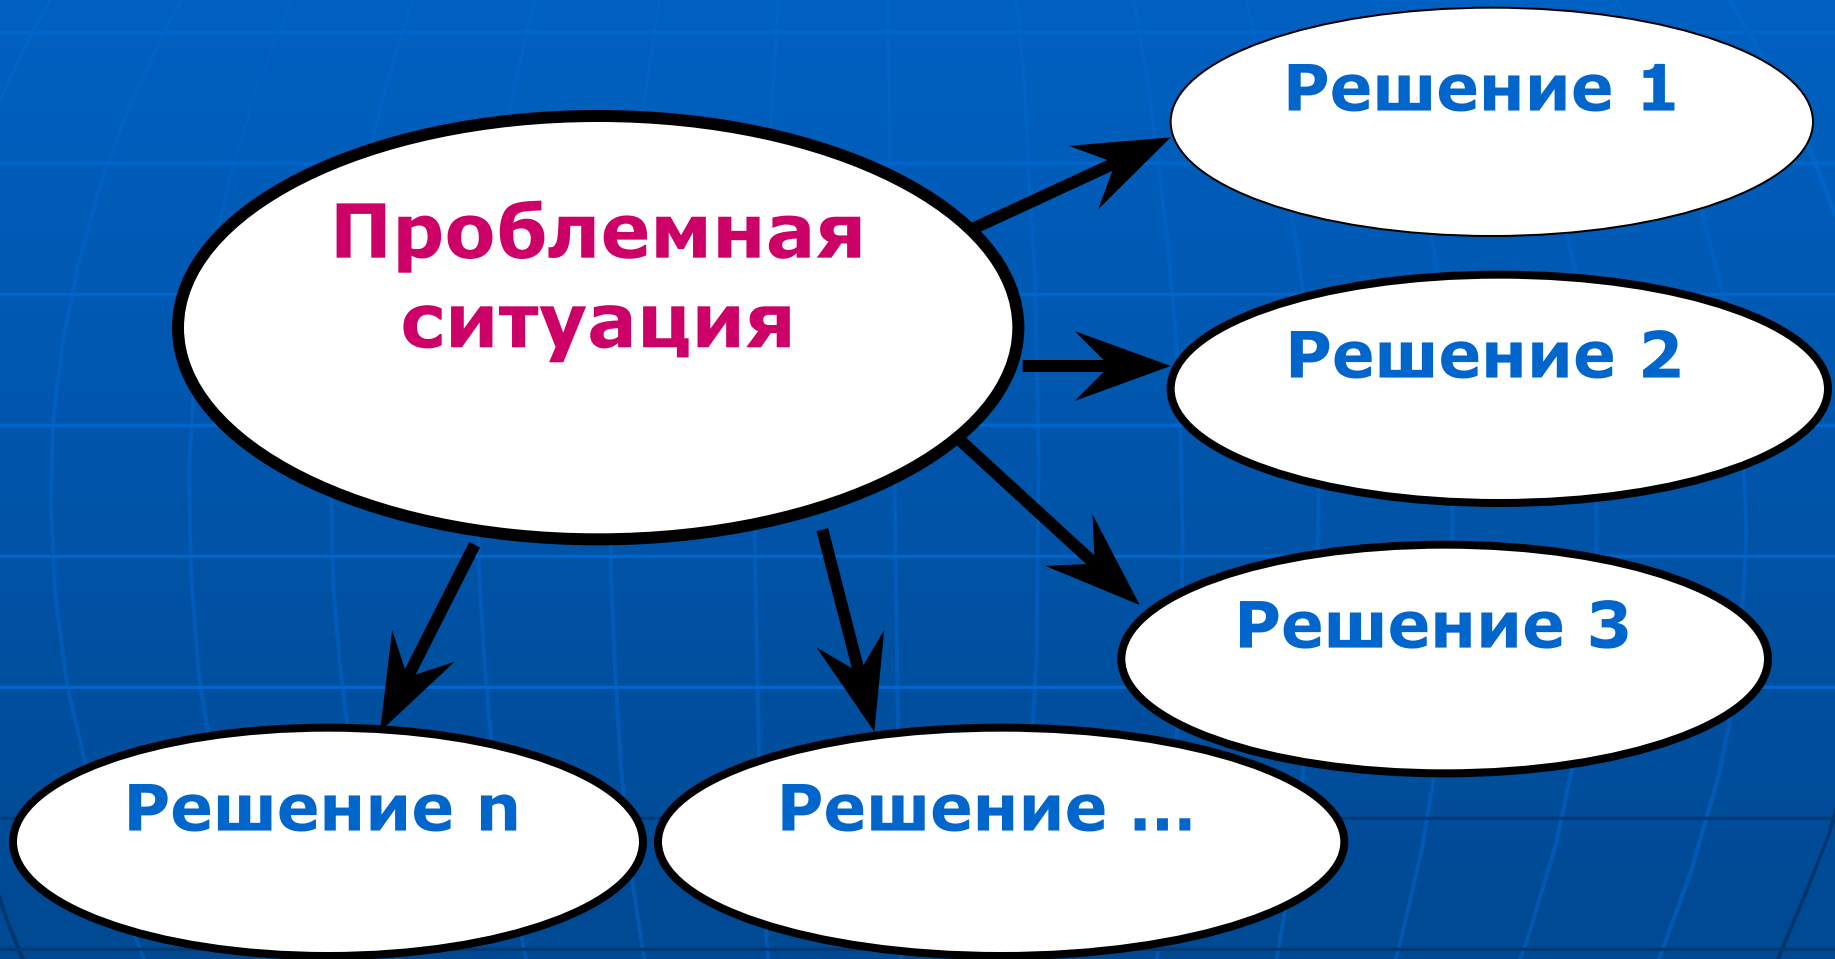 Проблемная
ситуация
Решение 1
Решение 2
Решение 3
Решение ...
Решение n